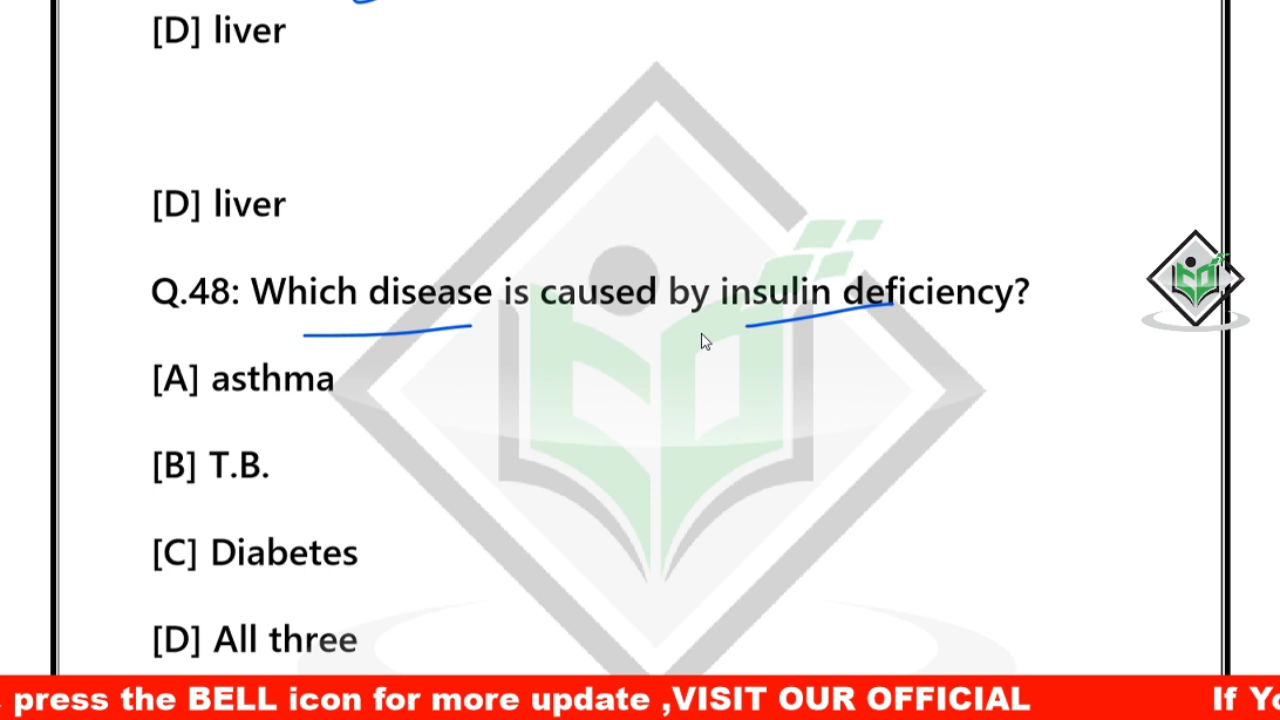 [D] liver
[D] liver
Q.48: Which disease is caused by insulin deficiency?
[A] asthma
[B] T.B.
[C] Diabetes
[D] All three
press the BELL icon for more update ,VISIT OUR OFFICIAL If Yo